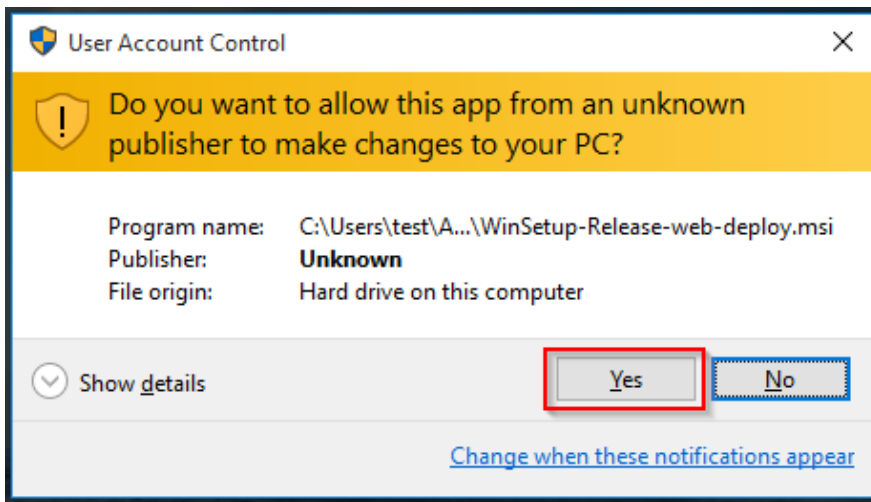 User Account Control
Do you want to allow this app from an unknown
publisher to make changes to your PC?
Program name: C:\Users\test\A...\WinSetup-Release-web-deploy.msi
Publisher: Unknown
File origin: Hard drive on this computer
Show details Yes No
Change when these notifications appear